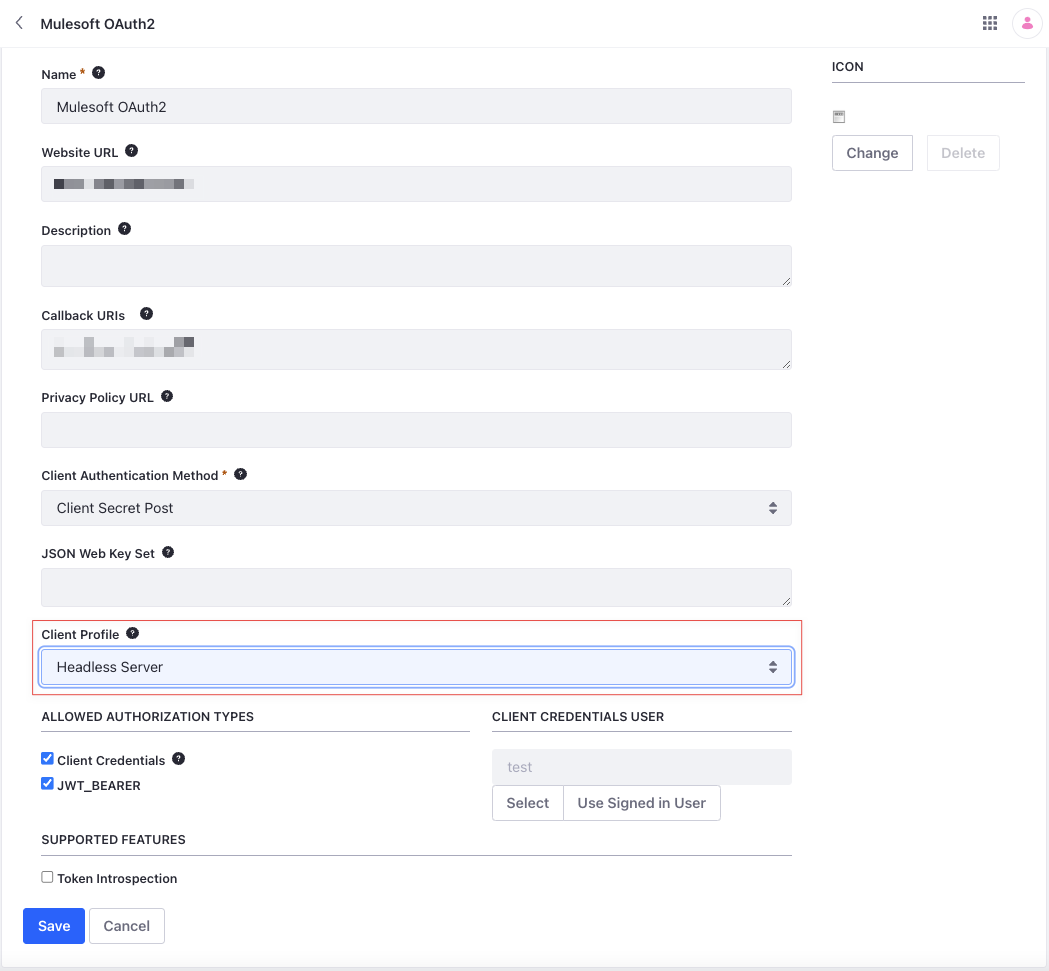 Mulesoft OAuth2
Name * ?
Mulesoft OAuth2
Website URL ?
Description ?
Callback URIs ?
Privacy Policy URL ?
Client Authentication Method * ?
Client Secret Post
JSON Web Key Set ?
Client Profile ?
Headless Server
ALLOWED AUTHORIZATION TYPES
Client Credentials ?
JWT_BEARER
CLIENT CREDENTIALS USER
test
Select Use Signed in User
SUPPORTED FEATURES
Token Introspection
Save Cancel
ICON
Change Delete